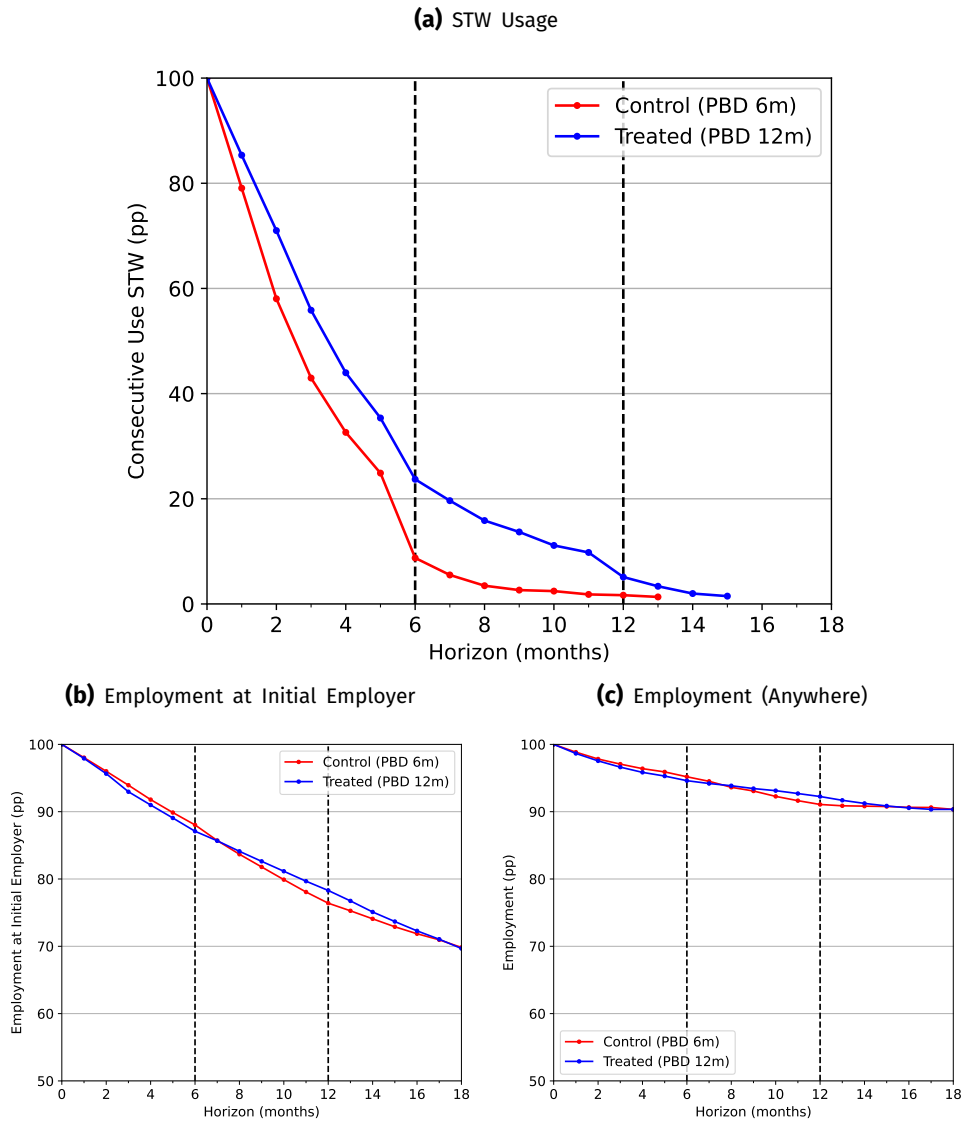 (a) STW Usage
100
80
60
40
20
0
Consecutive Use STW (pp)
Control (PBD 6m)
Treated (PBD 12m)
0 2 4 6 8 10 12 14 16 18
Horizon (months)
(b) Employment at Initial Employer
100
90
80
70
60
50
Employment at Initial Employer (pp)
Control (PBD 6m)
Treated (PBD 12m)
0 2 4 6 8 10 12 14 16 18
Horizon (months)
(c) Employment (Anywhere)
100
90
80
70
60
50
Employment (pp)
Control (PBD 6m)
Treated (PBD 12m)
0 2 4 6 8 10 12 14 16 18
Horizon (months)